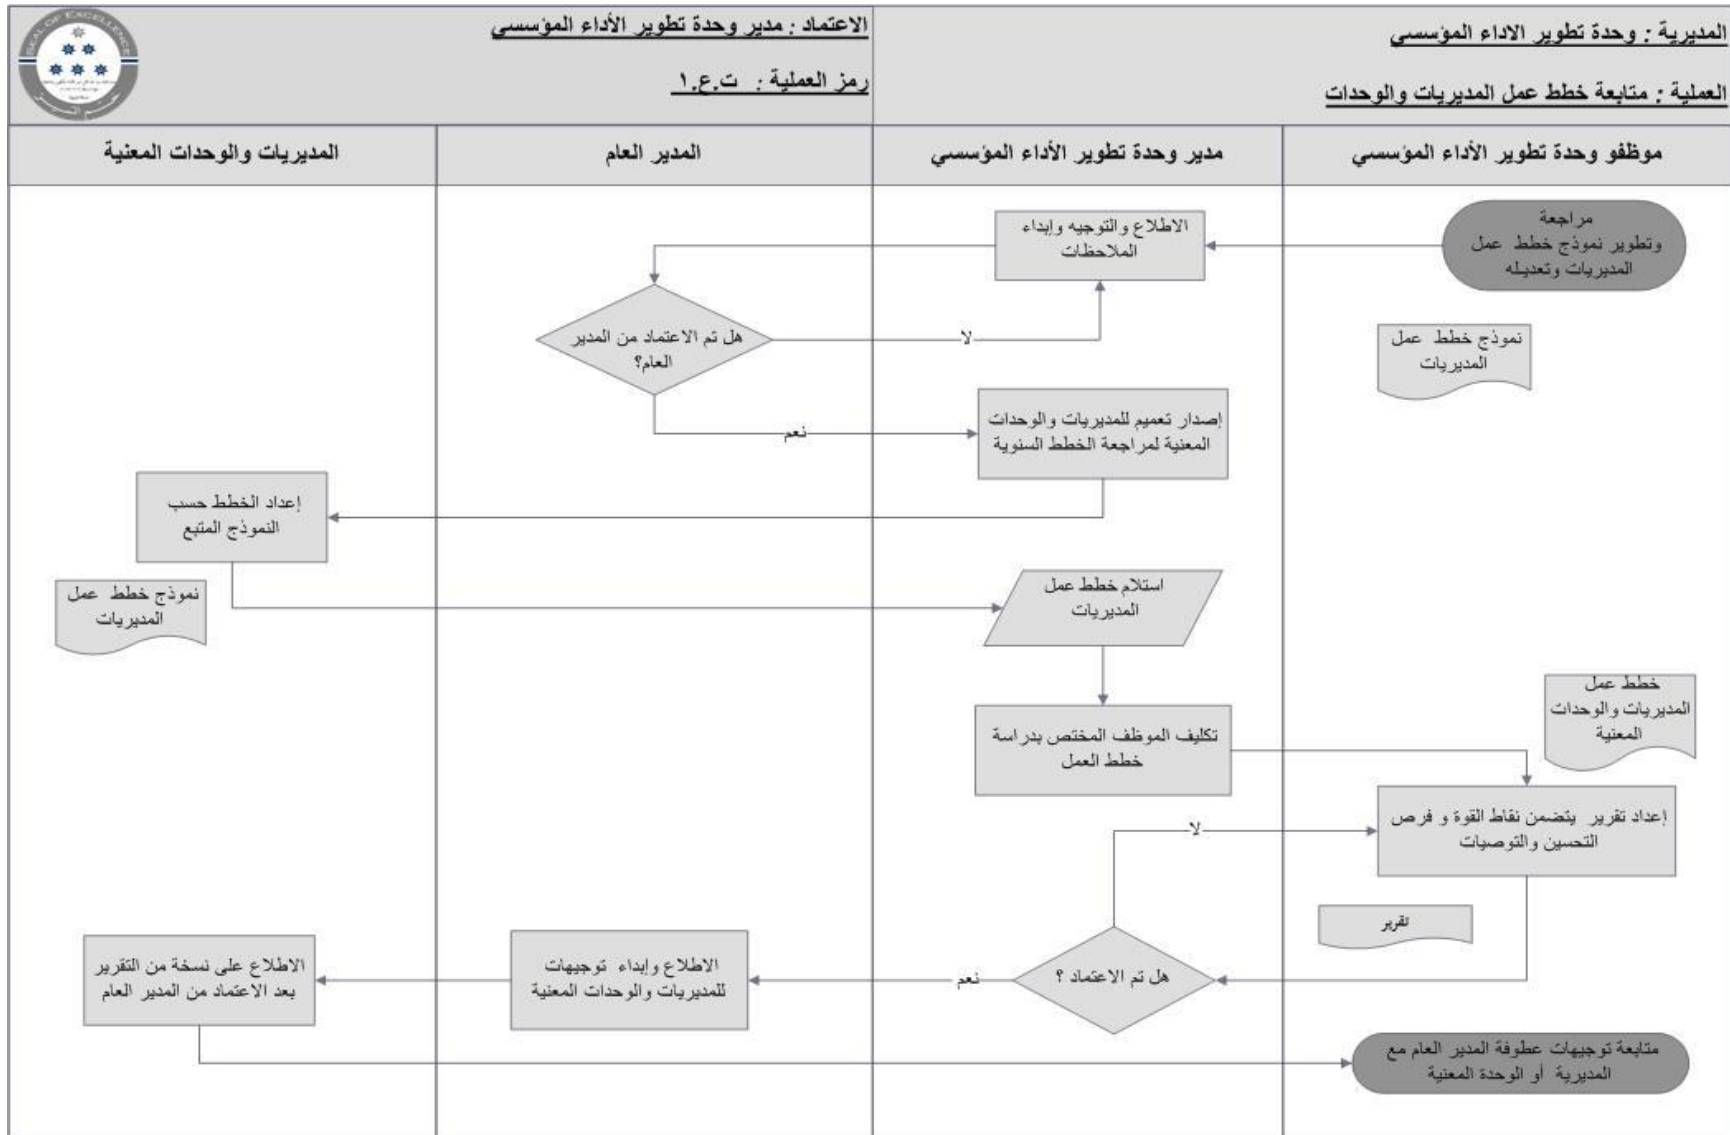 المديرية : وحدة تطوير الاداء المؤسسي
العملية : متابعة خطط عمل المديريات والوحدات
الاعتماد : مدير وحدة تطوير الأداء المؤسسي
رمز العملية : ت.ع.١
SEAL OF EXCELLENCE
موظفو وحدة تطوير الأداء المؤسسي
مدير وحدة تطوير الأداء المؤسسي
المدير العام
المديريات والوحدات المعنية
مراجعة
وتطوير نموذج خطط عمل
المديريات وتعديله
الاطلاع والتوجيه وإبداء
الملاحظات
هل تم الاعتماد من المدير
العام؟
لا
نموذج خطط عمل
المديريات
نعم
إصدار تعميم للمديريات والوحدات
المعنية لمراجعة الخطط السنوية
إعداد الخطط حسب
النموذج المتبع
نموذج خطط عمل
المديريات
استلام خطط عمل
المديريات
تكليف الموظف المختص بدراسة
خطط العمل
خطط عمل
المديريات والوحدات
المعنية
إعداد تقرير يتضمن نقاط القوة و فرص
التحسين والتوصيات
لا
تقرير
هل تم الاعتماد ؟
نعم
الاطلاع وإبداء توجيهات
للمديريات والوحدات المعنية
الاطلاع على نسخة من التقرير
بعد الاعتماد من المدير العام
متابعة توجيهات عطوفة المدير العام مع
المديرية أو الوحدة المعنية